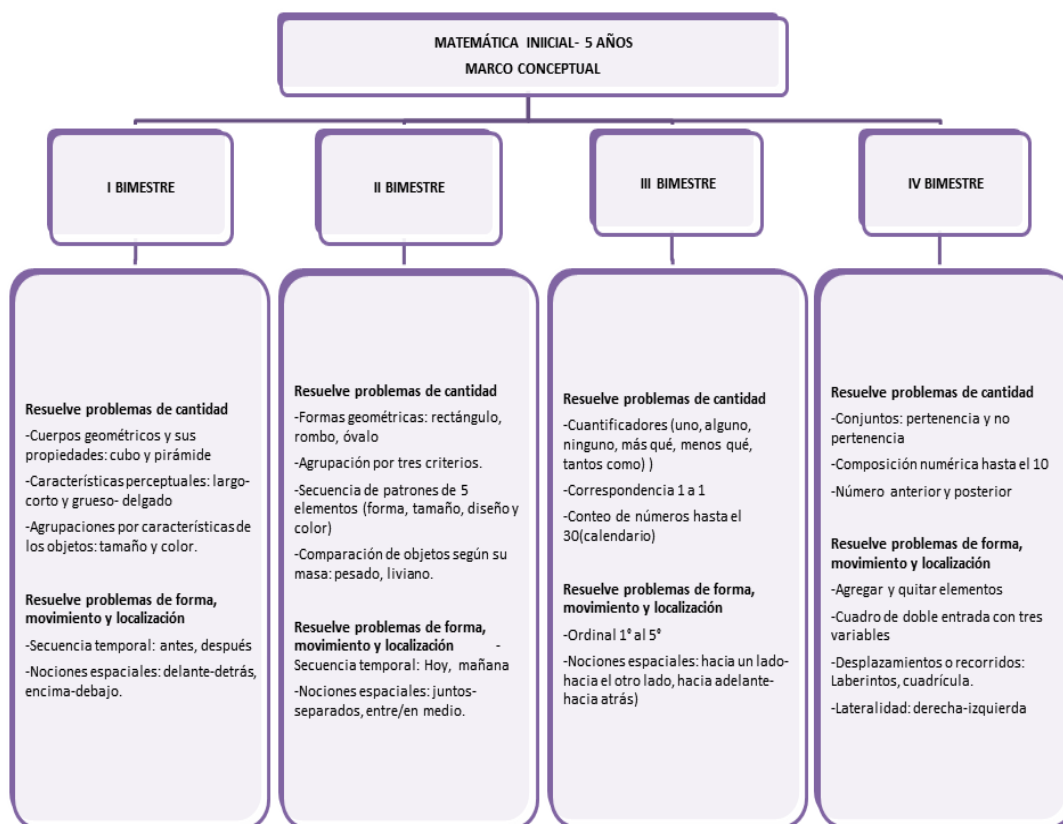 MATEMÁTICA INIICIAL- 5 AÑOS
MARCO CONCEPTUAL
I BIMESTRE
II BIMESTRE
III BIMESTRE
IV BIMESTRE
Resuelve problemas de cantidad
-Cuerpos geométricos y sus
propiedades: cubo y pirámide
-Características perceptuales: largo-
corto y grueso- delgado
-Agrupaciones por características de
los objetos: tamaño y color.
Resuelve problemas de forma,
movimiento y localización
-Secuencia temporal: antes, después
-Nociones espaciales: delante-detrás,
encima-debajo.
Resuelve problemas de cantidad
-Formas geométricas: rectángulo,
rombo, óvalo
-Agrupación por tres criterios.
-Secuencia de patrones de 5
elementos (forma, tamaño, diseño y
color)
-Comparación de objetos según su
masa: pesado, liviano.
Resuelve problemas de forma,
movimiento y localización -
Secuencia temporal: Hoy, mañana
-Nociones espaciales: juntos-
separados, entre/en medio.
Resuelve problemas de cantidad
-Cuantificadores (uno, alguno,
ninguno, más qué, menos qué,
tantos como) )
-Correspondencia 1 a 1
-Conteo de números hasta el
30(calendario)
Resuelve problemas de forma,
movimiento y localización
-Ordinal 1° al 5°
-Nociones espaciales: hacia un lado-
hacia el otro lado, hacia adelante-
hacia atrás)
Resuelve problemas de cantidad
-Conjuntos: pertenencia y no
pertenencia
-Composición numérica hasta el 10
-Número anterior y posterior
Resuelve problemas de forma,
movimiento y localización
-Agregar y quitar elementos
-Cuadro de doble entrada con tres
variables
-Desplazamientos o recorridos:
Laberintos, cuadrícula.
-Lateralidad: derecha-izquierda